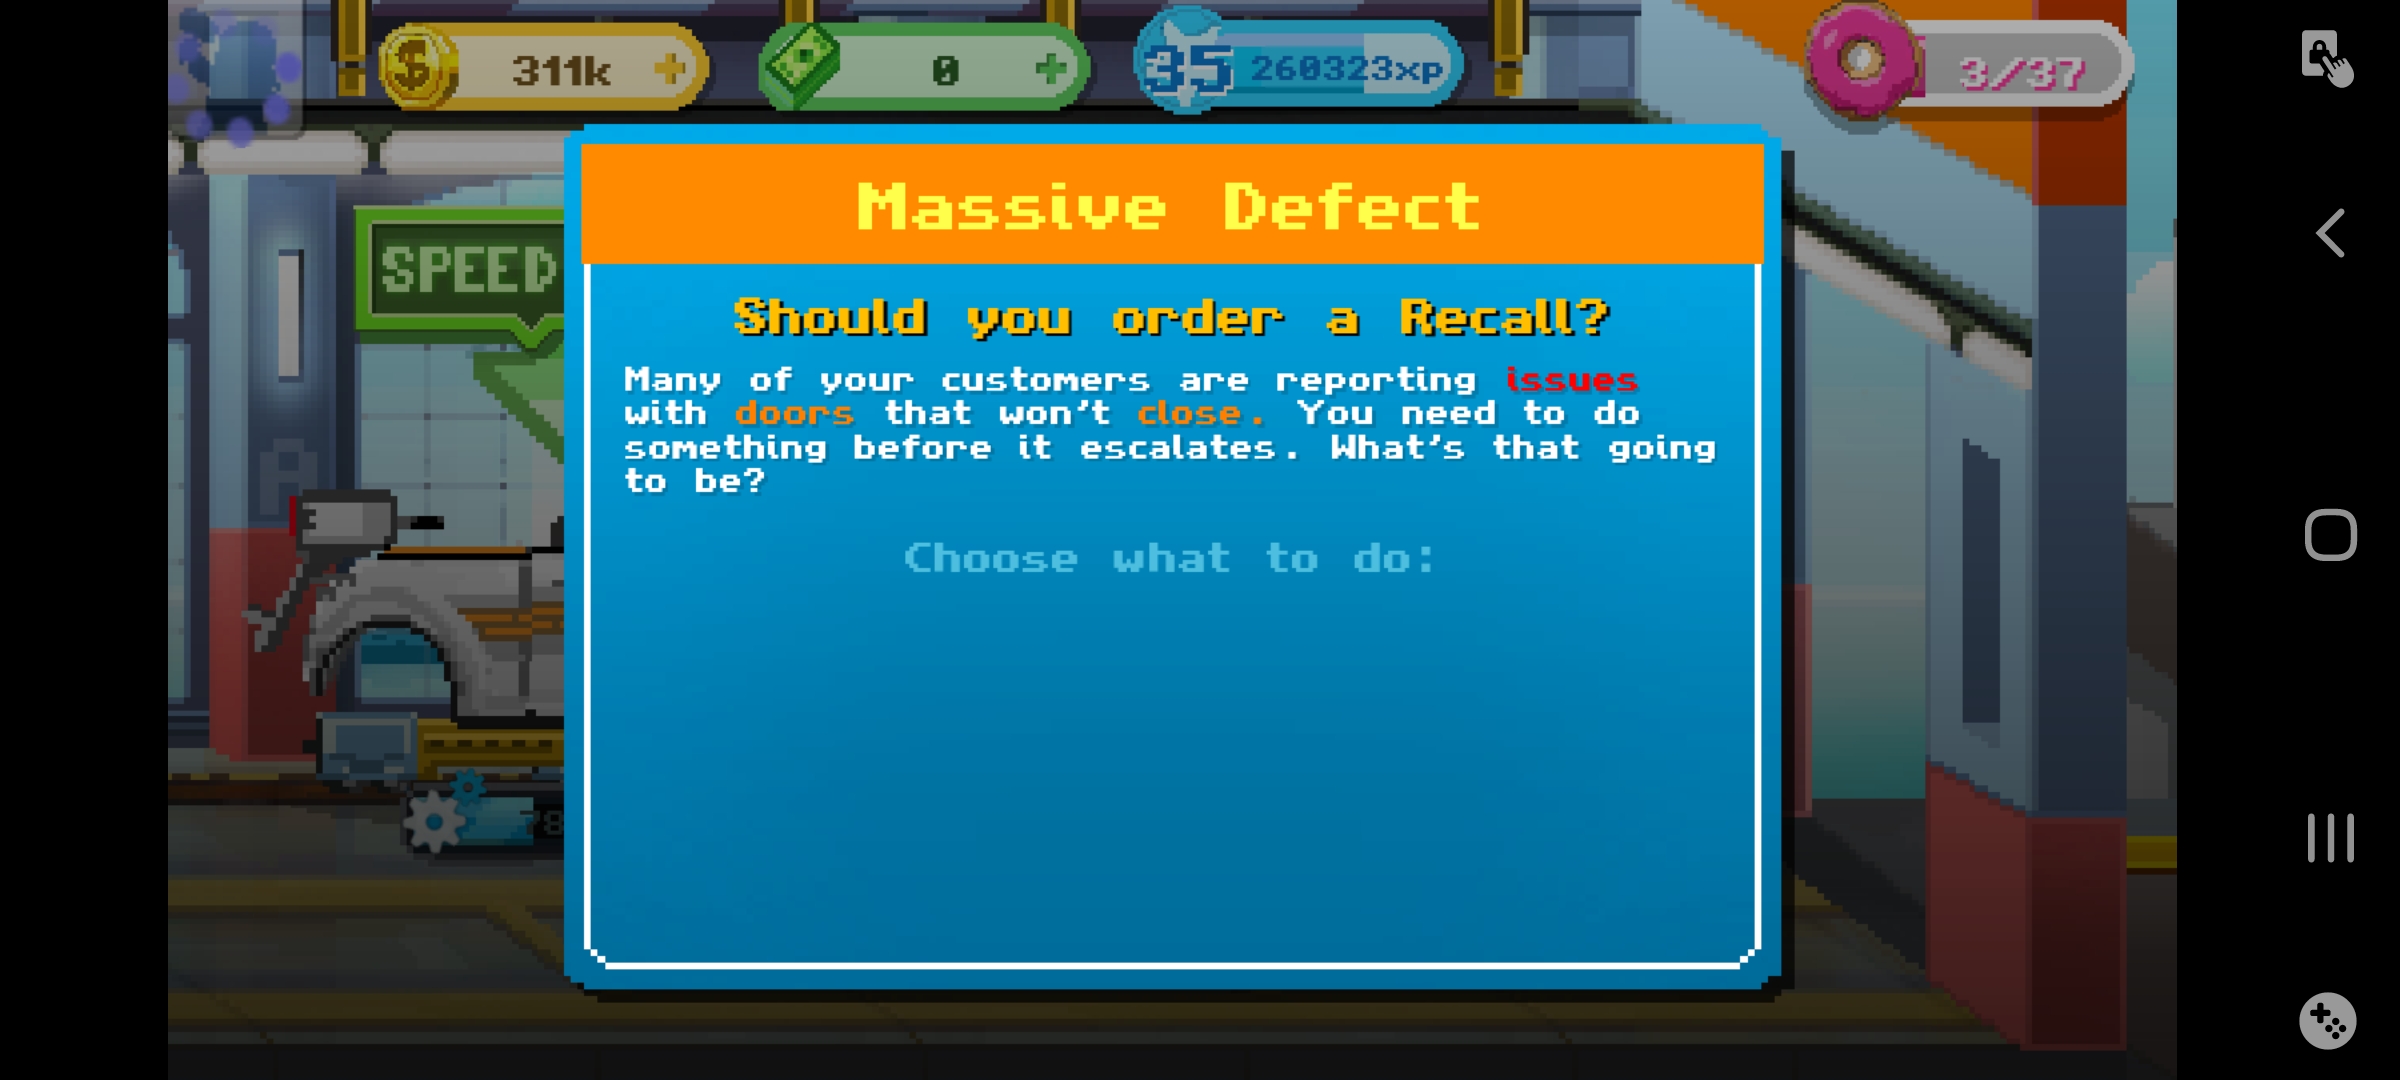 311k
0
35 260323xp
3/37
Massive Defect
SPEED
Should you order a Recall?
Many of your customers are reporting issues
with doors that won't close. You need to do
something before it escalates. What's that going
to be?
Choose what to do: